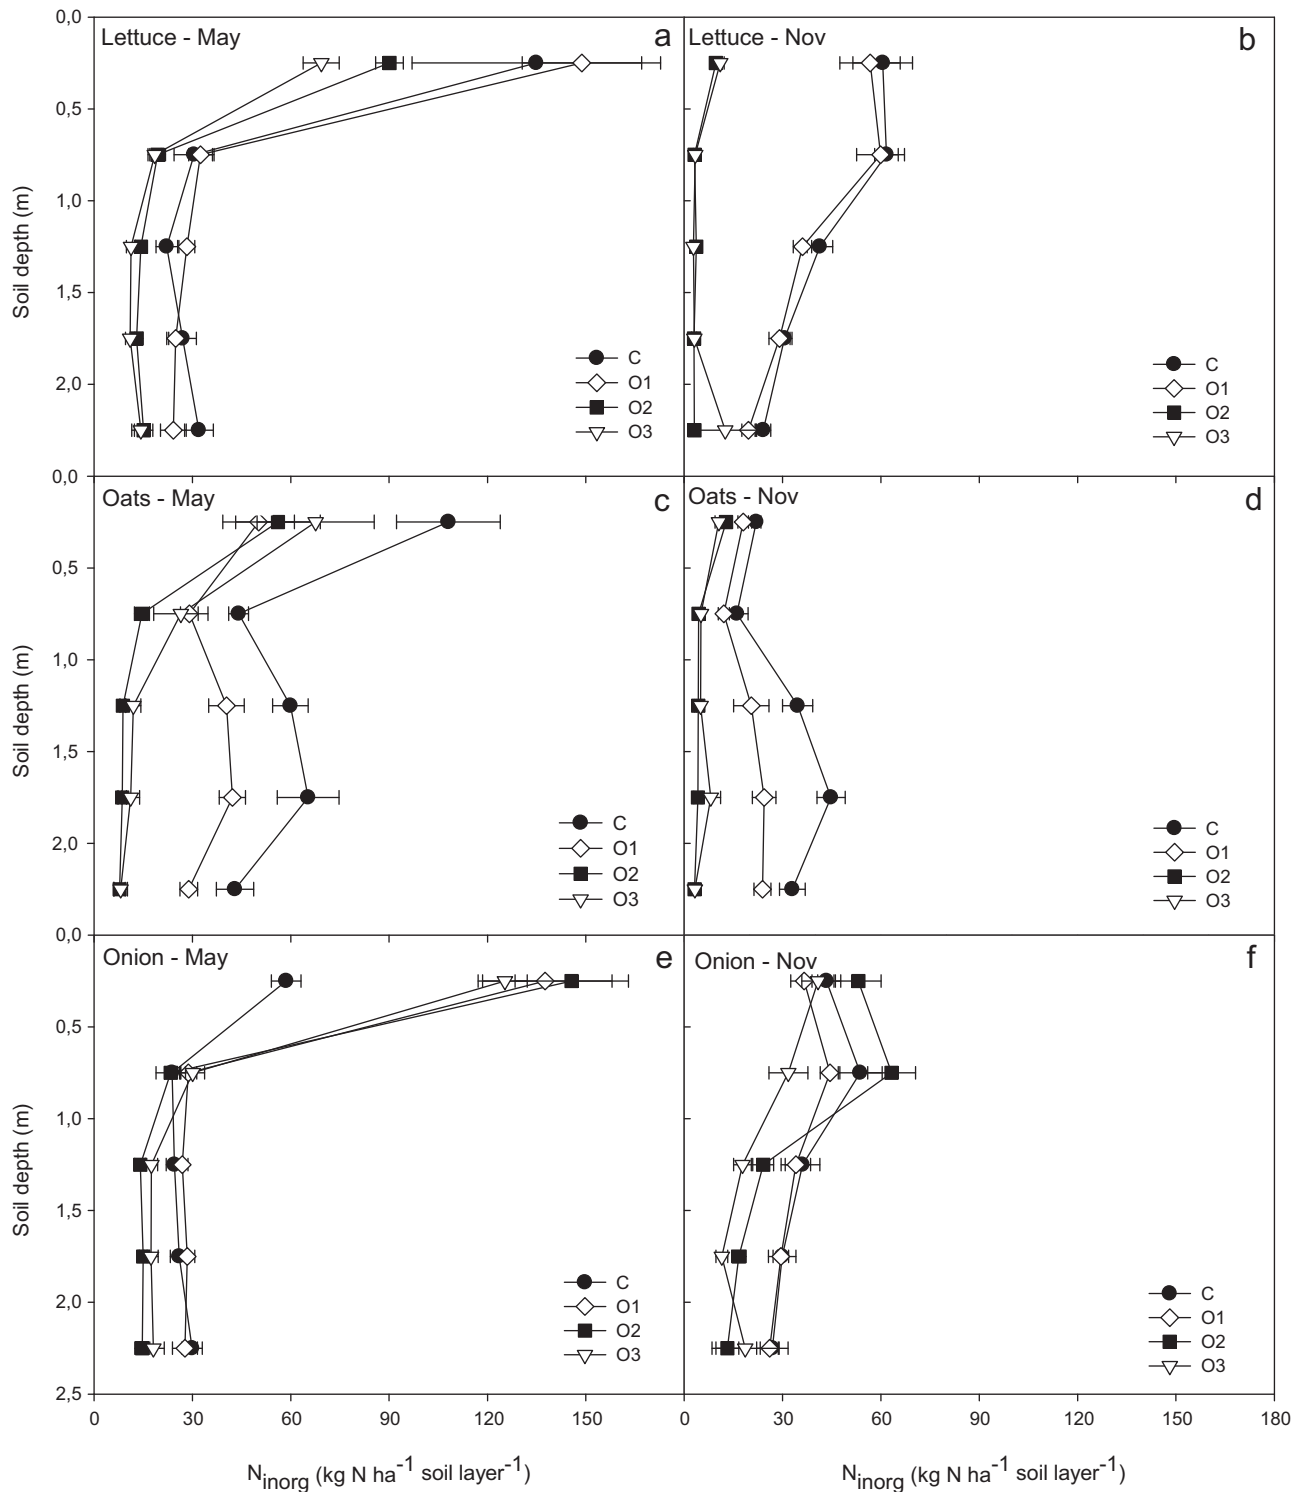 0,0
Lettuce - May
a
Lettuce - Nov
b
0,5
1,0
Soil depth (m)
1,5
2,0
C
O1
O2
O3
C
O1
O2
O3
0,0
Oats - May
c
Oats - Nov
d
0,5
1,0
Soil depth (m)
1,5
2,0
C
O1
O2
O3
C
O1
O2
O3
0,0
Onion - May
e
Onion - Nov
f
0,5
1,0
Soil depth (m)
1,5
2,0
C
O1
O2
O3
C
O1
O2
O3
2,5
0 30 60 90 120 150 0 30 60 90 120 150 180
N_inorg (kg N ha⁻¹ soil layer⁻¹)
N_inorg (kg N ha⁻¹ soil layer⁻¹)